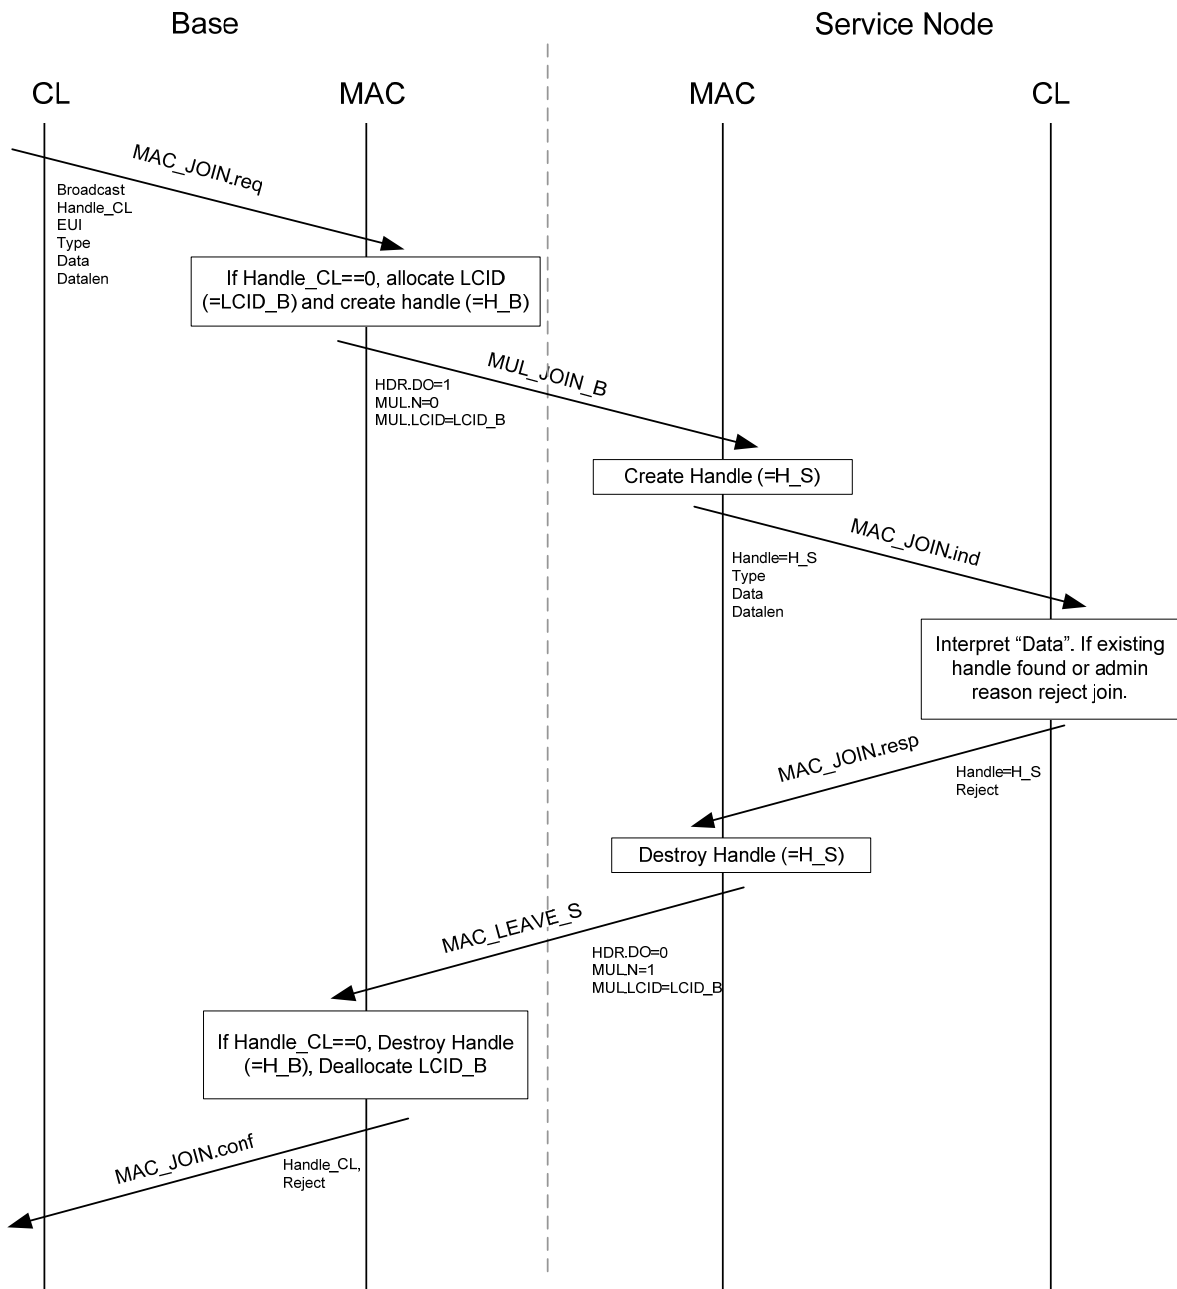 Base
Service Node
CL
MAC
MAC
CL
MAC_JOIN.req
Broadcast
Handle_CL
EUI
Type
Data
Datalen
If Handle_CL==0, allocate LCID
(=LCID_B) and create handle (=H_B)
MUL_JOIN_B
HDR.DO=1
MUL.N=0
MUL.LCID=LCID_B
Create Handle (=H_S)
MAC_JOIN.ind
Handle=H_S
Type
Data
Datalen
Interpret “Data”. If existing
handle found or admin
reason reject join.
MAC_JOIN.resp
Handle=H_S
Reject
Destroy Handle (=H_S)
MAC_LEAVE_S
HDR.DO=0
MUL.N=1
MUL.LCID=LCID_B
If Handle_CL==0, Destroy Handle
(=H_B), Deallocate LCID_B
MAC_JOIN.conf
Handle_CL,
Reject